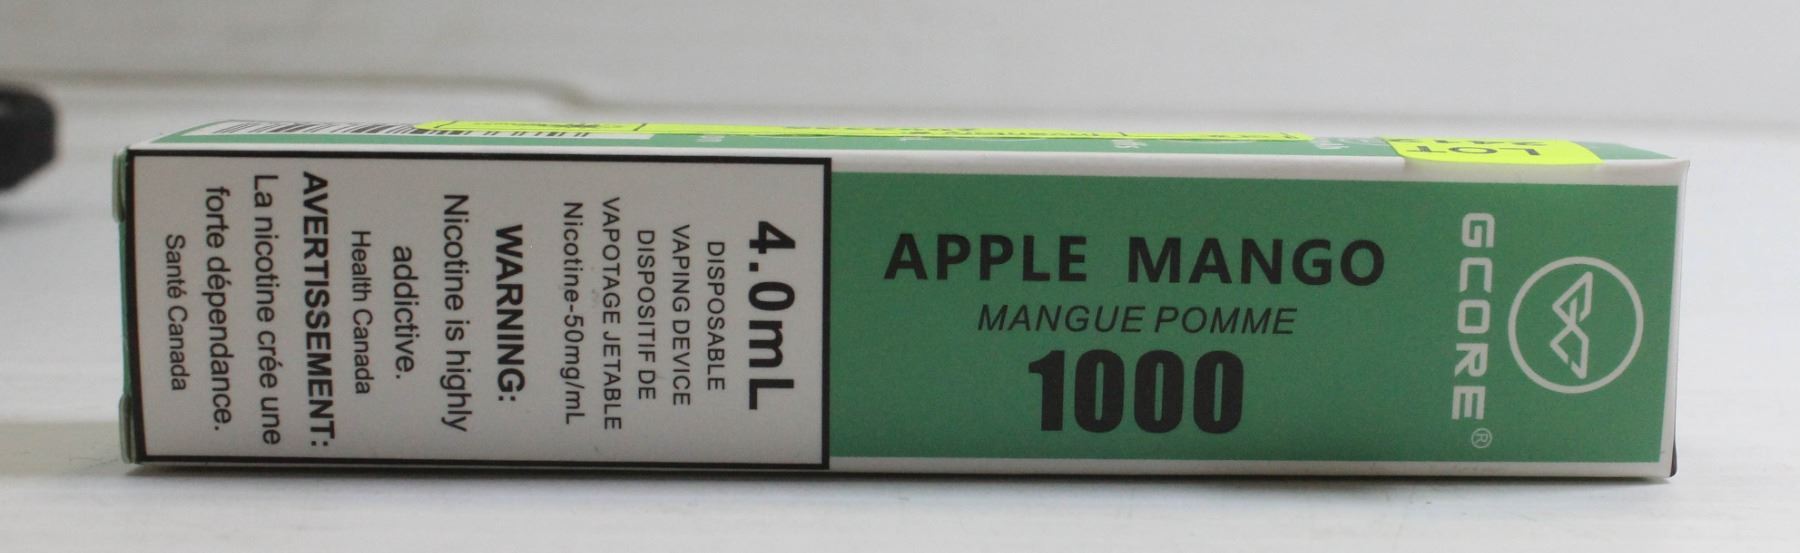 4.0mL
DISPOSABLE
VAPING DEVICE
DISPOSITIF DE
VAPOTAGE JETABLE
Nicotine-50mg/mL
WARNING:
Nicotine is highly
addictive.
Health Canada
AVERTISSEMENT:
La nicotine crée une
forte dépendance.
Santé Canada
APPLE MANGO
MANGUE POMME
1000
GCORE®
LOT